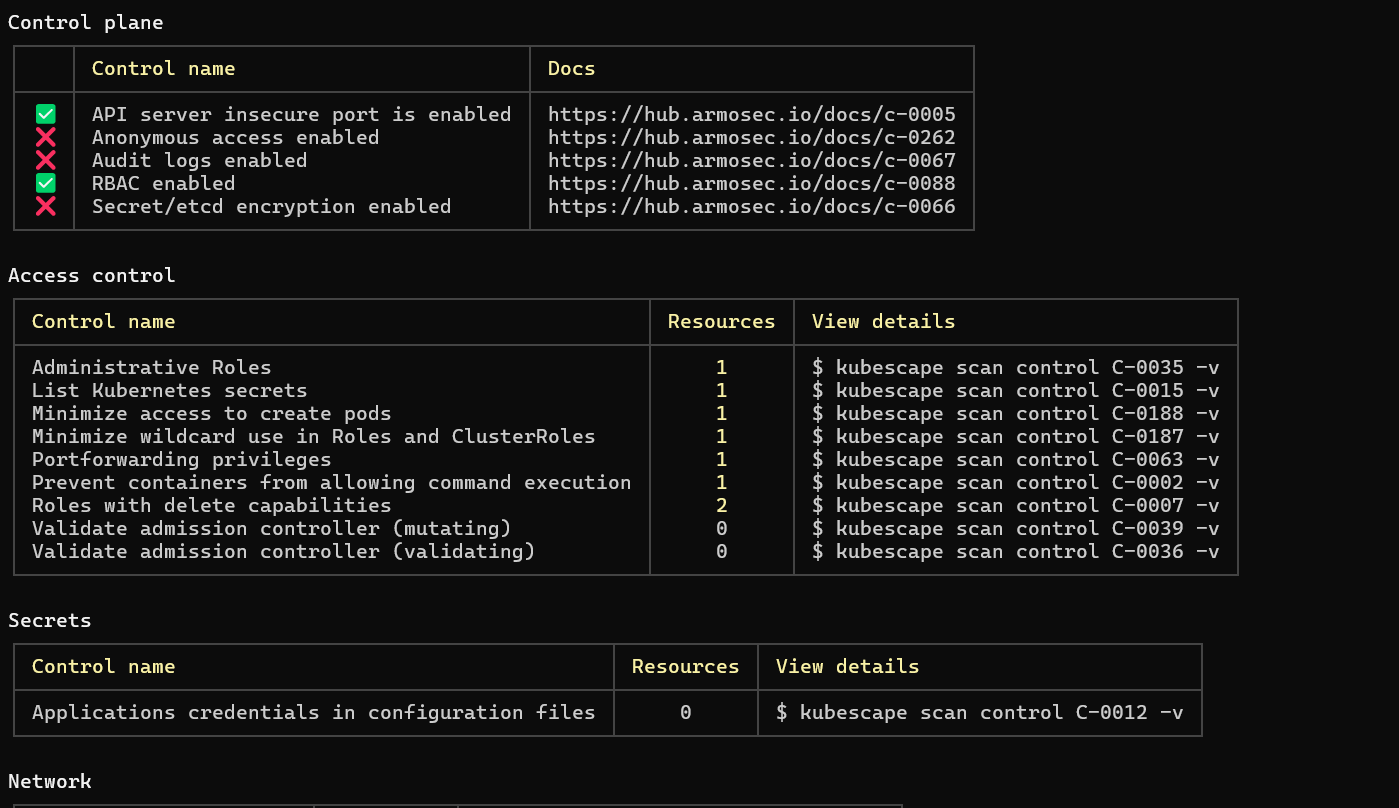 Control plane
Control name Docs
✅ API server insecure port is enabled https://hub.armosec.io/docs/c-0005
❌ Anonymous access enabled https://hub.armosec.io/docs/c-0262
❌ Audit logs enabled https://hub.armosec.io/docs/c-0067
✅ RBAC enabled https://hub.armosec.io/docs/c-0088
❌ Secret/etcd encryption enabled https://hub.armosec.io/docs/c-0066
Access control
Control name Resources View details
Administrative Roles 1 $ kubescape scan control C-0035 -v
List Kubernetes secrets 1 $ kubescape scan control C-0015 -v
Minimize access to create pods 1 $ kubescape scan control C-0188 -v
Minimize wildcard use in Roles and ClusterRoles 1 $ kubescape scan control C-0187 -v
Portforwarding privileges 1 $ kubescape scan control C-0063 -v
Prevent containers from allowing command execution 1 $ kubescape scan control C-0002 -v
Roles with delete capabilities 2 $ kubescape scan control C-0007 -v
Validate admission controller (mutating) 0 $ kubescape scan control C-0039 -v
Validate admission controller (validating) 0 $ kubescape scan control C-0036 -v
Secrets
Control name Resources View details
Applications credentials in configuration files 0 $ kubescape scan control C-0012 -v
Network